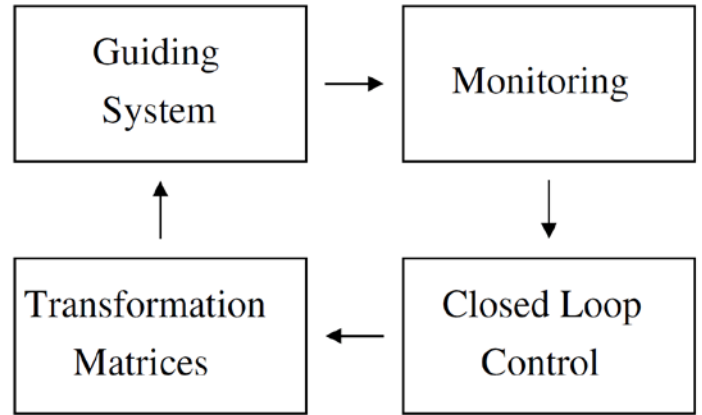 Guiding
System
Monitoring
Transformation
Matrices
Closed Loop
Control